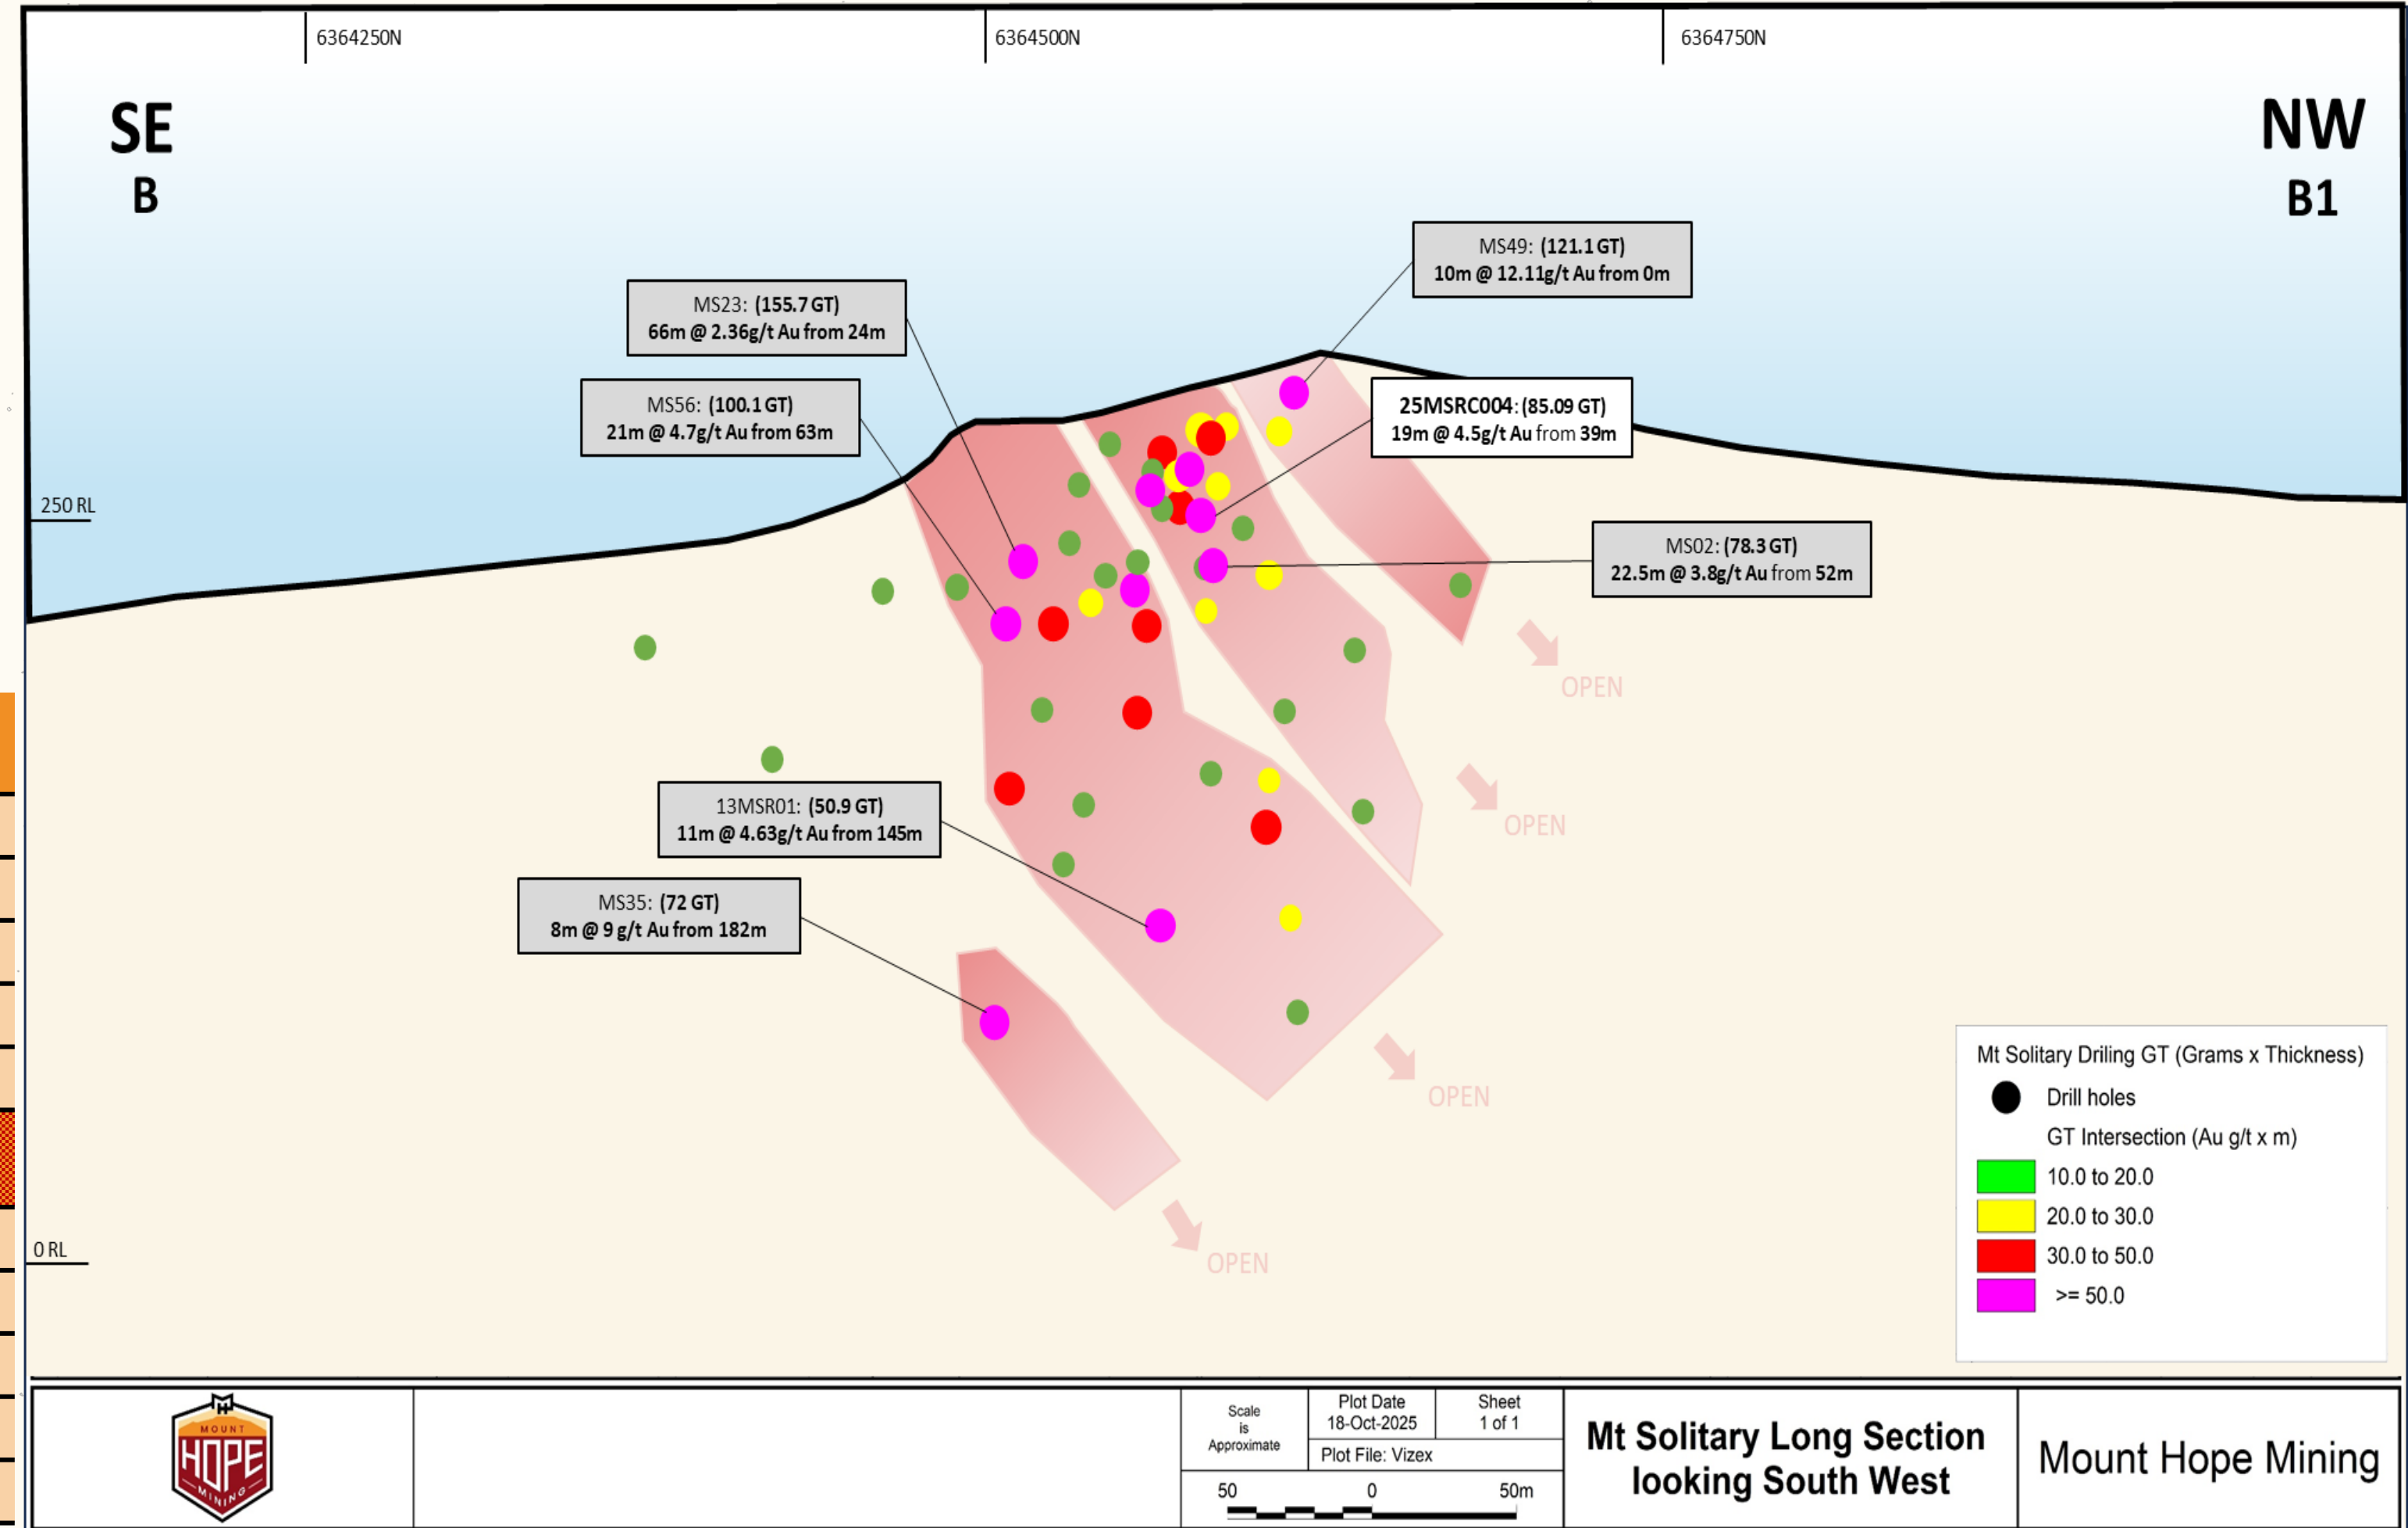 6364250N
6364500N
6364750N
SE
B
NW
B1
MS49: (121.1 GT)
10m @ 12.11g/t Au from 0m
MS23: (155.7 GT)
66m @ 2.36g/t Au from 24m
MS56: (100.1 GT)
21m @ 4.7g/t Au from 63m
25MSRC004: (85.09 GT)
19m @ 4.5g/t Au from 39m
250 RL
MS02: (78.3 GT)
22.5m @ 3.8g/t Au from 52m
OPEN
13MSR01: (50.9 GT)
11m @ 4.63g/t Au from 145m
OPEN
MS35: (72 GT)
8m @ 9 g/t Au from 182m
OPEN
0 RL
OPEN
Mt Solitary Driling GT (Grams x Thickness)
Drill holes
GT Intersection (Au g/t x m)
10.0 to 20.0
20.0 to 30.0
30.0 to 50.0
>= 50.0
MH
MOUNT
HOPE
MINING
Scale
is
Approximate
Plot Date
18-Oct-2025
Sheet
1 of 1
Plot File: Vizex
50 0 50m
Mt Solitary Long Section
looking South West
Mount Hope Mining